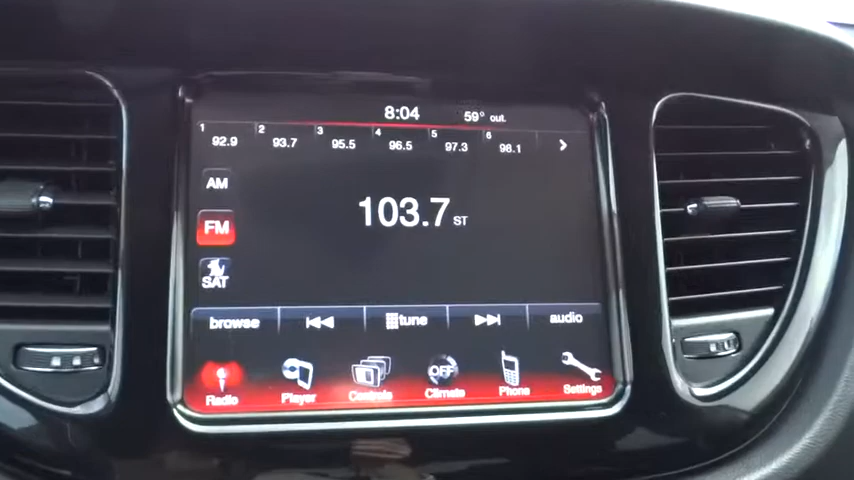 8:04 59° out.
1 2 3 4 5 6
92.9 93.7 95.5 96.5 97.3 98.1 >
AM
103.7 ST
FM
SAT
browse tune audio
OFF
Radio Player Controls Climate Phone Settings